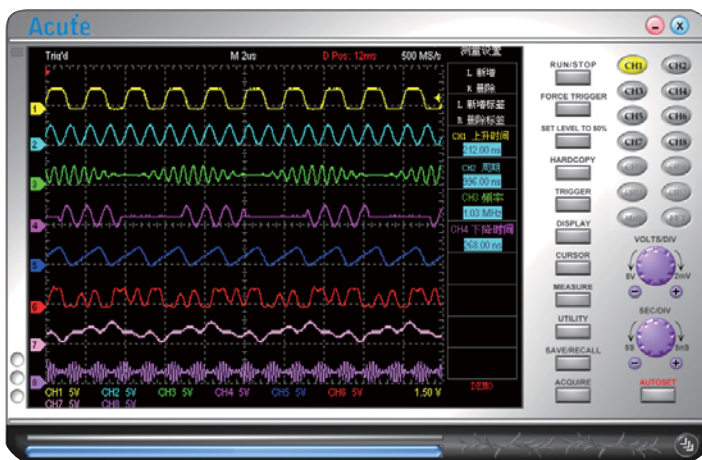 Acute
Trig'd M 2us D Pos: 12ms 500 MS/s
测量设置
L 新增
R 删除
L 新增标签
R 删除标签
CH1 上升时间
212.00 ns
CH2 周期
996.00 ns
CH3 频率
1.03 MHz
CH4 下降时间
268.00 ns
DEMO
1
2
3
4
5
6
7
8
CH1 5V CH2 5V CH3 5V CH4 5V CH5 5V CH6 5V 1.50 V
CH7 5V CH8 5V
RUN/STOP
FORCE TRIGGER
SET LEVEL TO 50%
HARDCOPY
TRIGGER
DISPLAY
CURSOR
MEASURE
UTILITY
SAVE/RECALL
ACQUIRE
CH1 CH2
CH3 CH4
CH5 CH6
CH7 CH8
VOLTS/DIV
5V 2mV
SEC/DIV
5S 5nS
AUTOSET